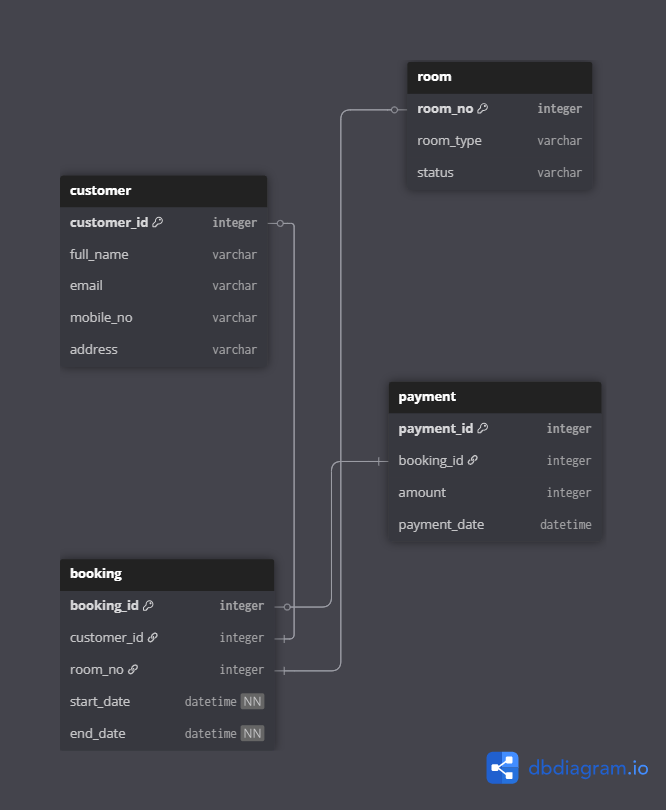 room
room_no integer
room_type varchar
status varchar
customer
customer_id integer
full_name varchar
email varchar
mobile_no varchar
address varchar
payment
payment_id integer
booking_id integer
amount integer
payment_date datetime
booking
booking_id integer
customer_id integer
room_no integer
start_date datetime NN
end_date datetime NN
dbdiagram.io